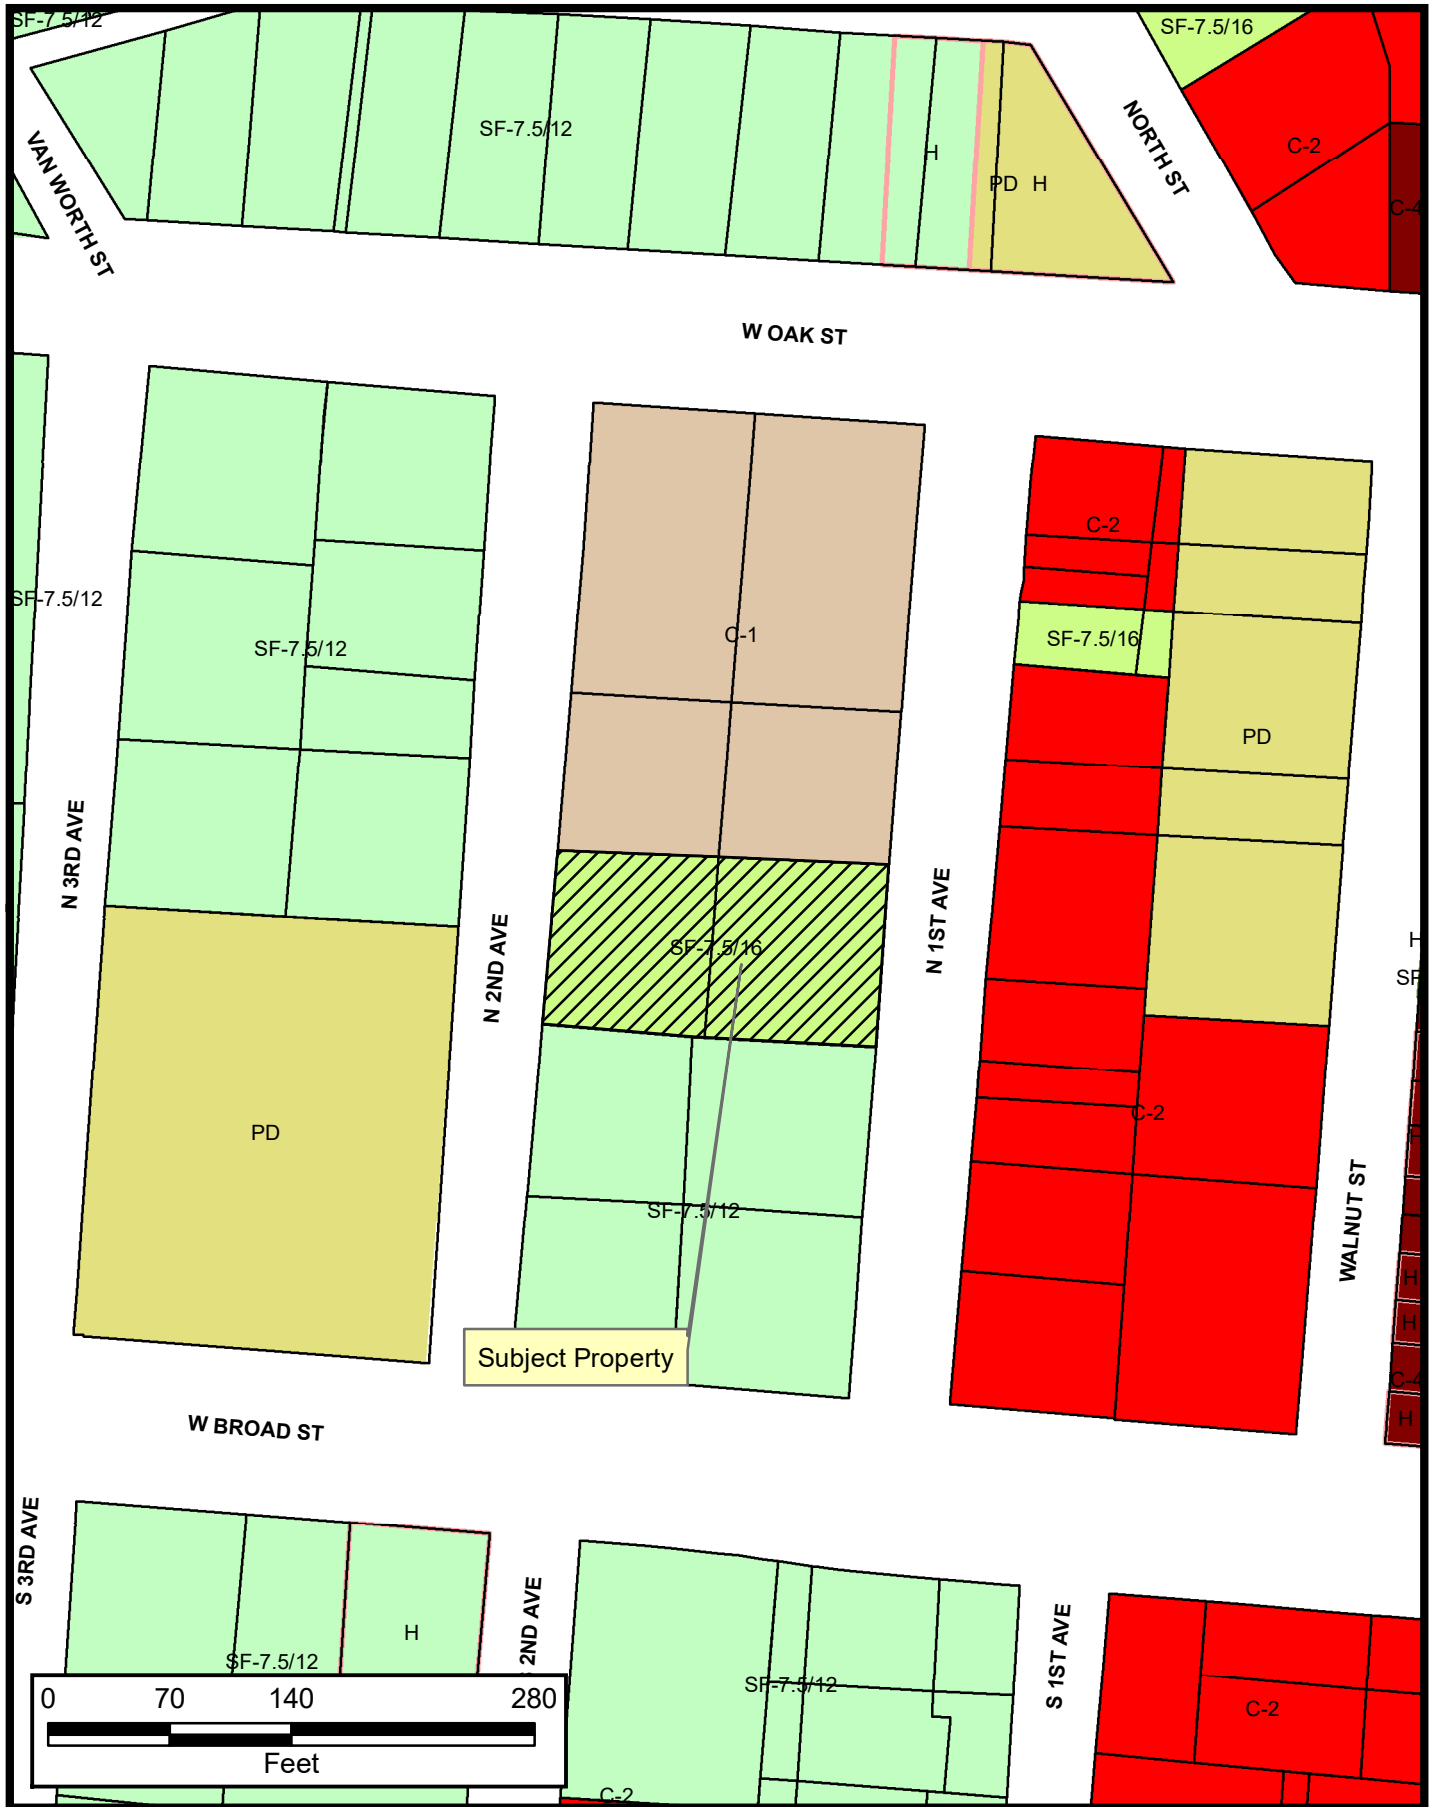 SF-7.5/12
SF-7.5/16
NORTH ST
SF-7.5/12
VAN WORTH ST
H
PD H
C-2
C-4
W OAK ST
C-2
SF-7.5/12
SF-7.5/12
C-1
SF-7.5/16
PD
N 3RD AVE
N 2ND AVE
SF-7.5/16
N 1ST AVE
H
SF
PD
C-2
SF-7.5/12
WALNUT ST
H
H
C-4
H
Subject Property
W BROAD ST
S 3RD AVE
S 2ND AVE
S 1ST AVE
H
SF-7.5/12
SF-7.5/12
C-2
0 70 140 280
Feet
C-2